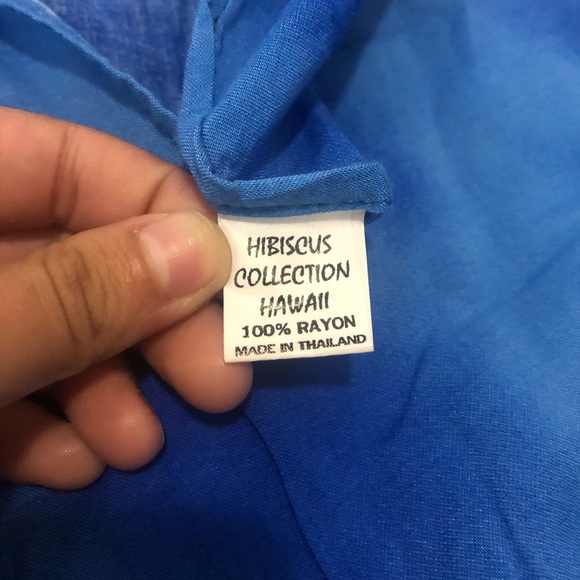 HIBISCUS
COLLECTION
HAWAII
100% RAYON
MADE IN THAILAND